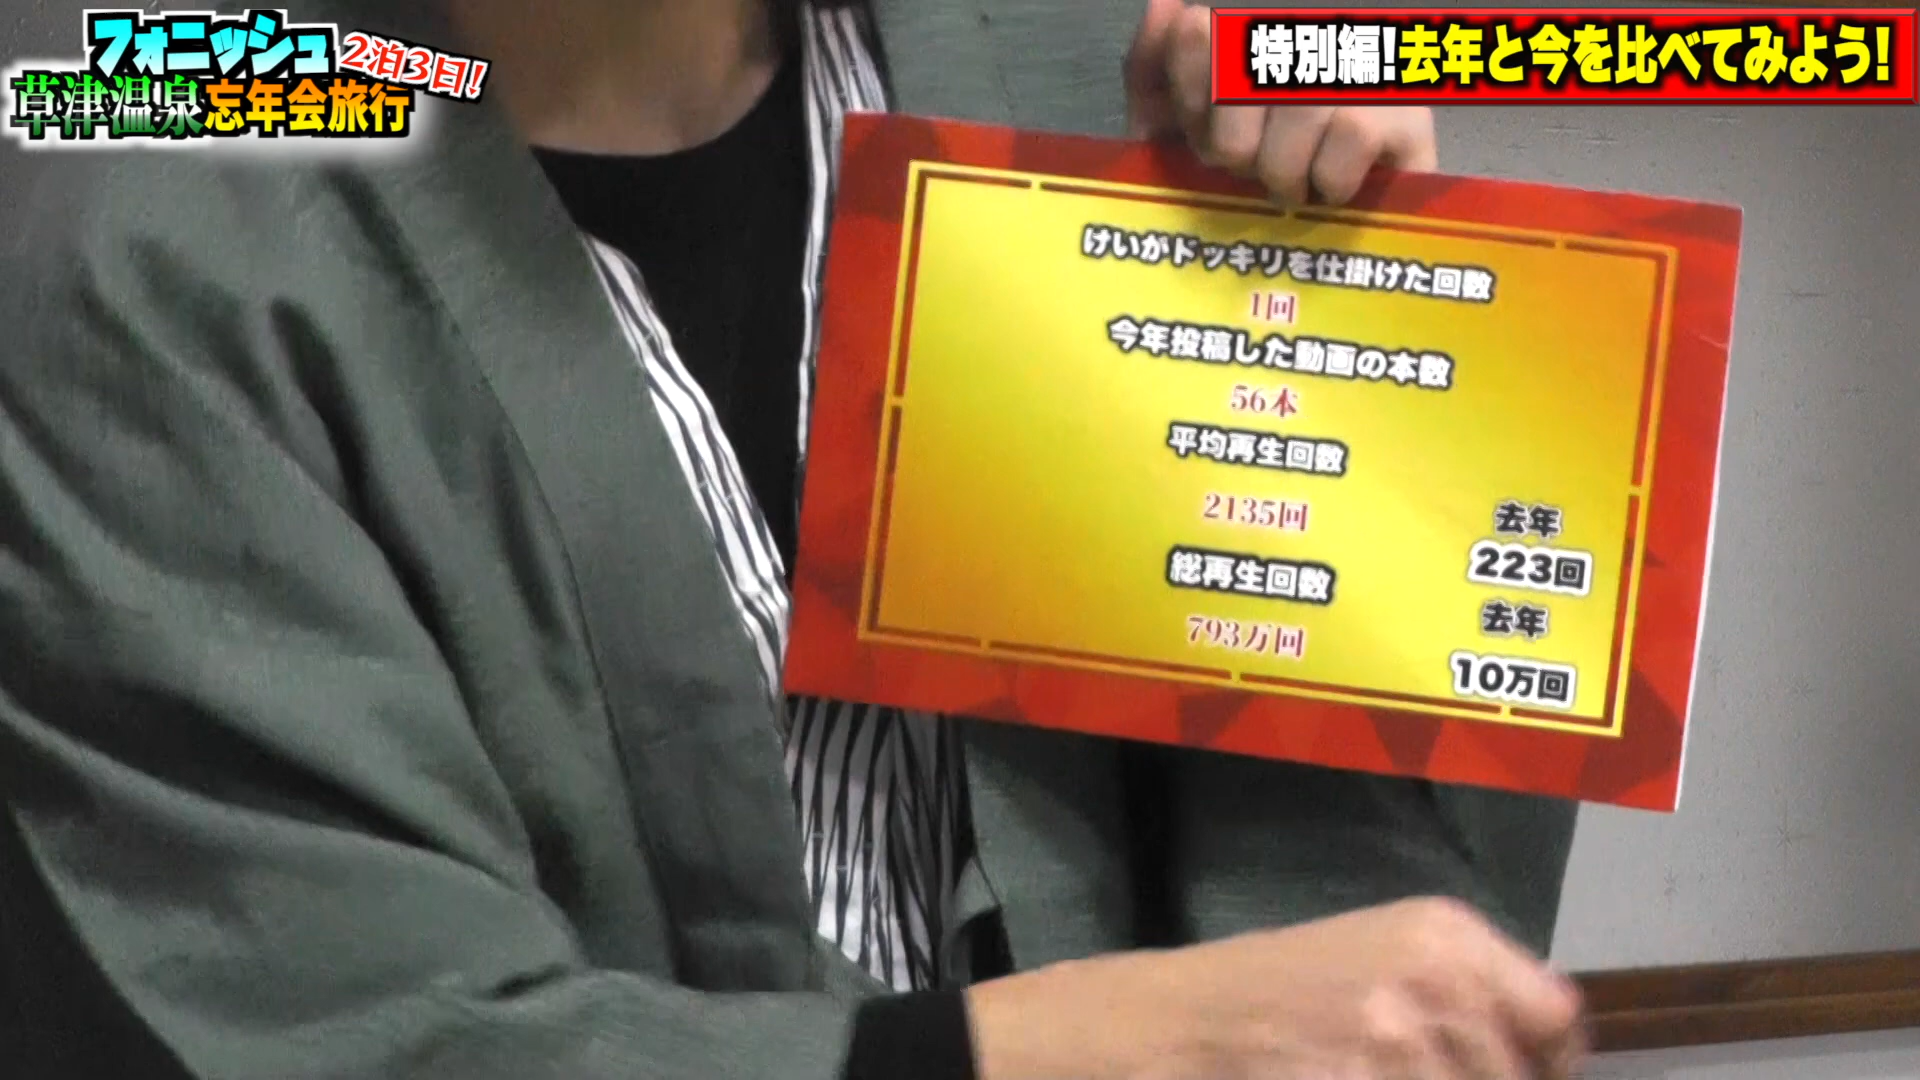 フォニッシュ
2泊3日!
草津温泉忘年会旅行
特別編!去年と今を比べてみよう!
けいがドッキリを仕掛けた回数
1回
今年投稿した動画の本数
56本
平均再生回数
2135回
去年
223回
総再生回数
793万回
去年
10万回